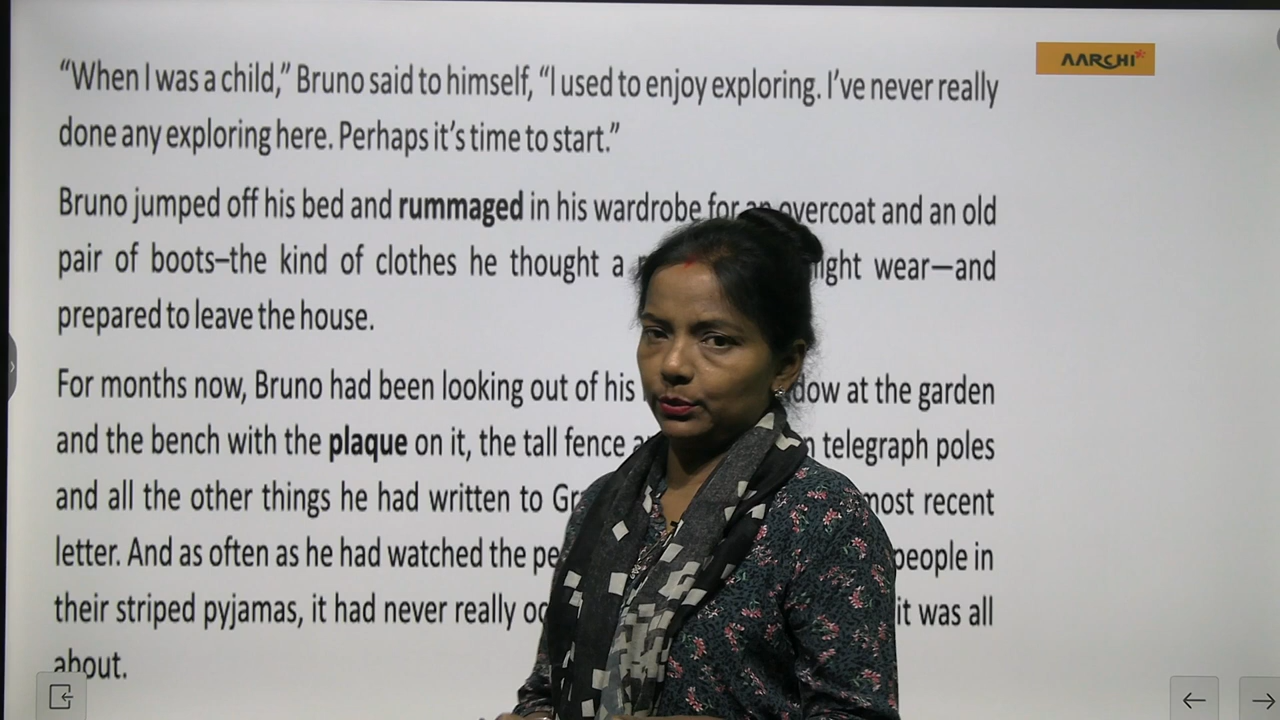 AARCHI
“When I was a child,” Bruno said to himself, “I used to enjoy exploring. I’ve never really
done any exploring here. Perhaps it’s time to start.”
Bruno jumped off his bed and rummaged in his wardrobe for an overcoat and an old
pair of boots–the kind of clothes he thought a wear—and
prepared to leave the house.
For months now, Bruno had been looking out of his at the garden
and the bench with the plaque on it, the tall fence telegraph poles
and all the other things he had written to recent
letter. And as often as he had watched the people in
their striped pyjamas, it had never really it was all
about.